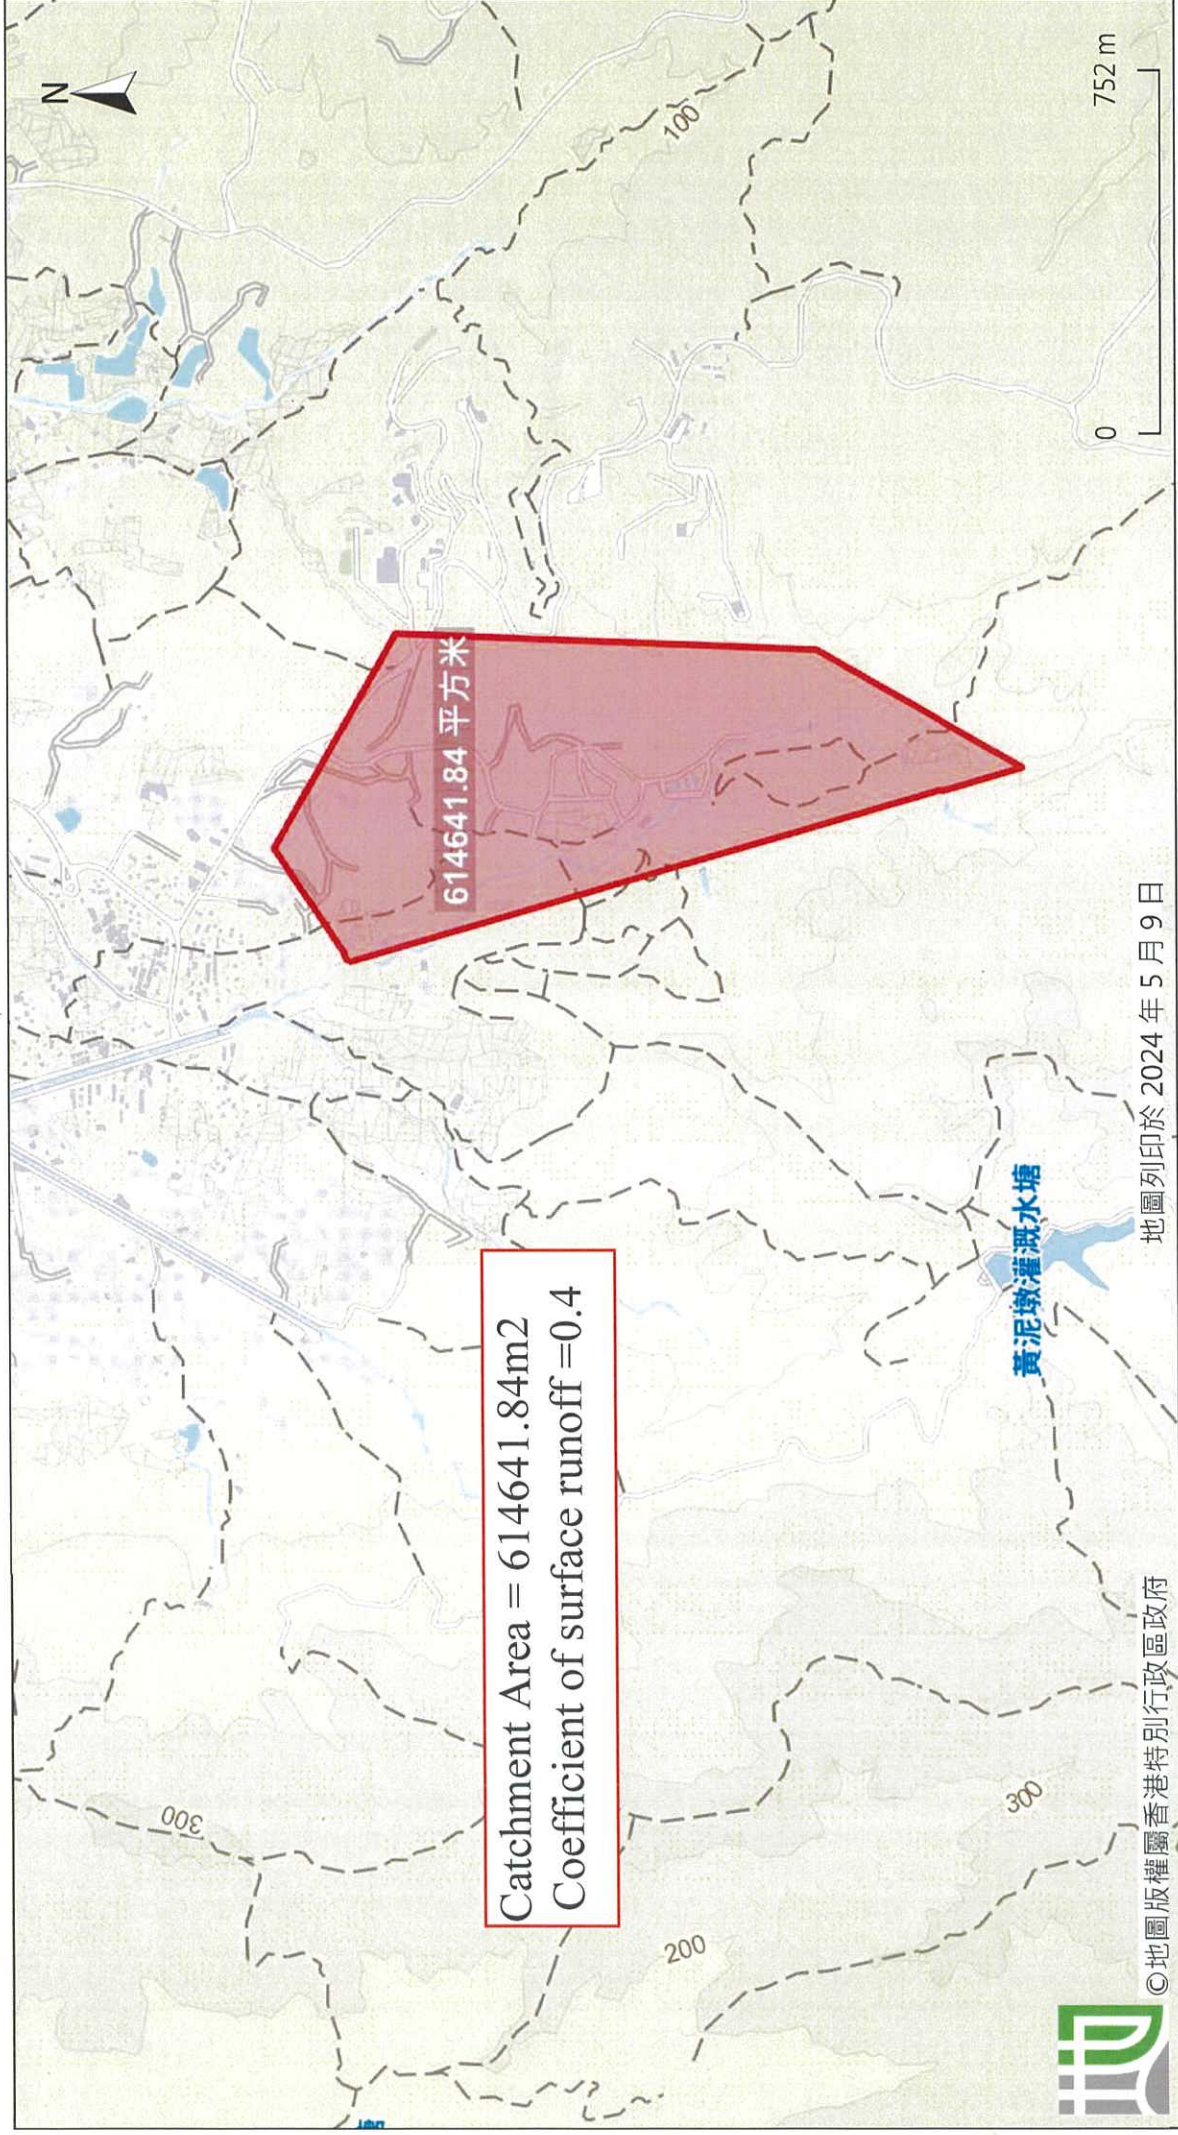 N
100
614641.84 平方米
300
Catchment Area = 614641.84m2
Coefficient of surface runoff =0.4
200
300
黃泥墩灌溉水塘
0
752 m
©地圖版權屬香港特別行政區政府
地圖列印於 2024 年 5 月 9 日